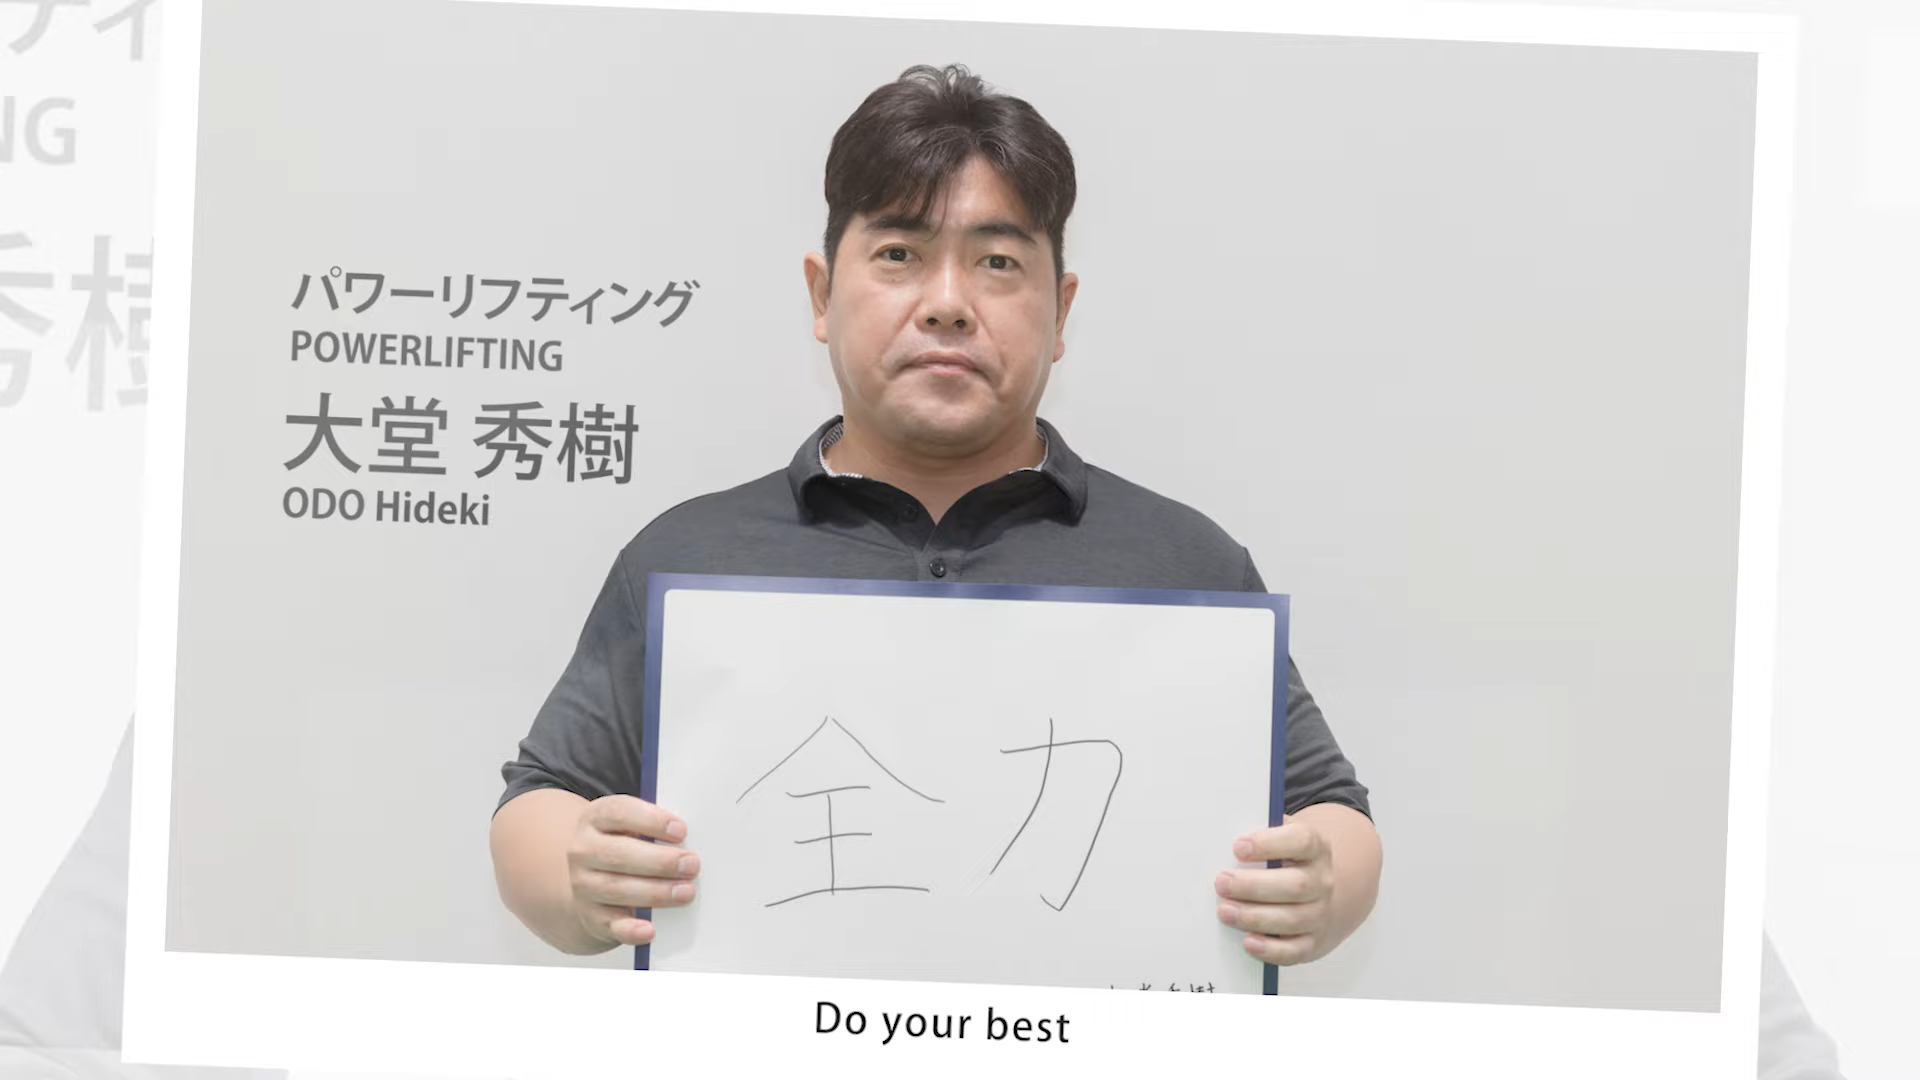 パワーリフティング
POWERLIFTING
大堂 秀樹
ODO Hideki
全力
Do your best